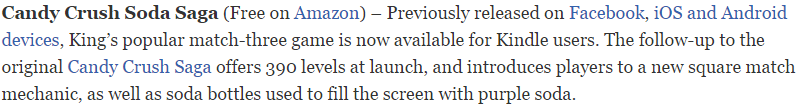 Candy Crush Soda Saga (Free on Amazon) – Previously released on Facebook, iOS and Android
devices, King’s popular match-three game is now available for Kindle users. The follow-up to the
original Candy Crush Saga offers 390 levels at launch, and introduces players to a new square match
mechanic, as well as soda bottles used to fill the screen with purple soda.